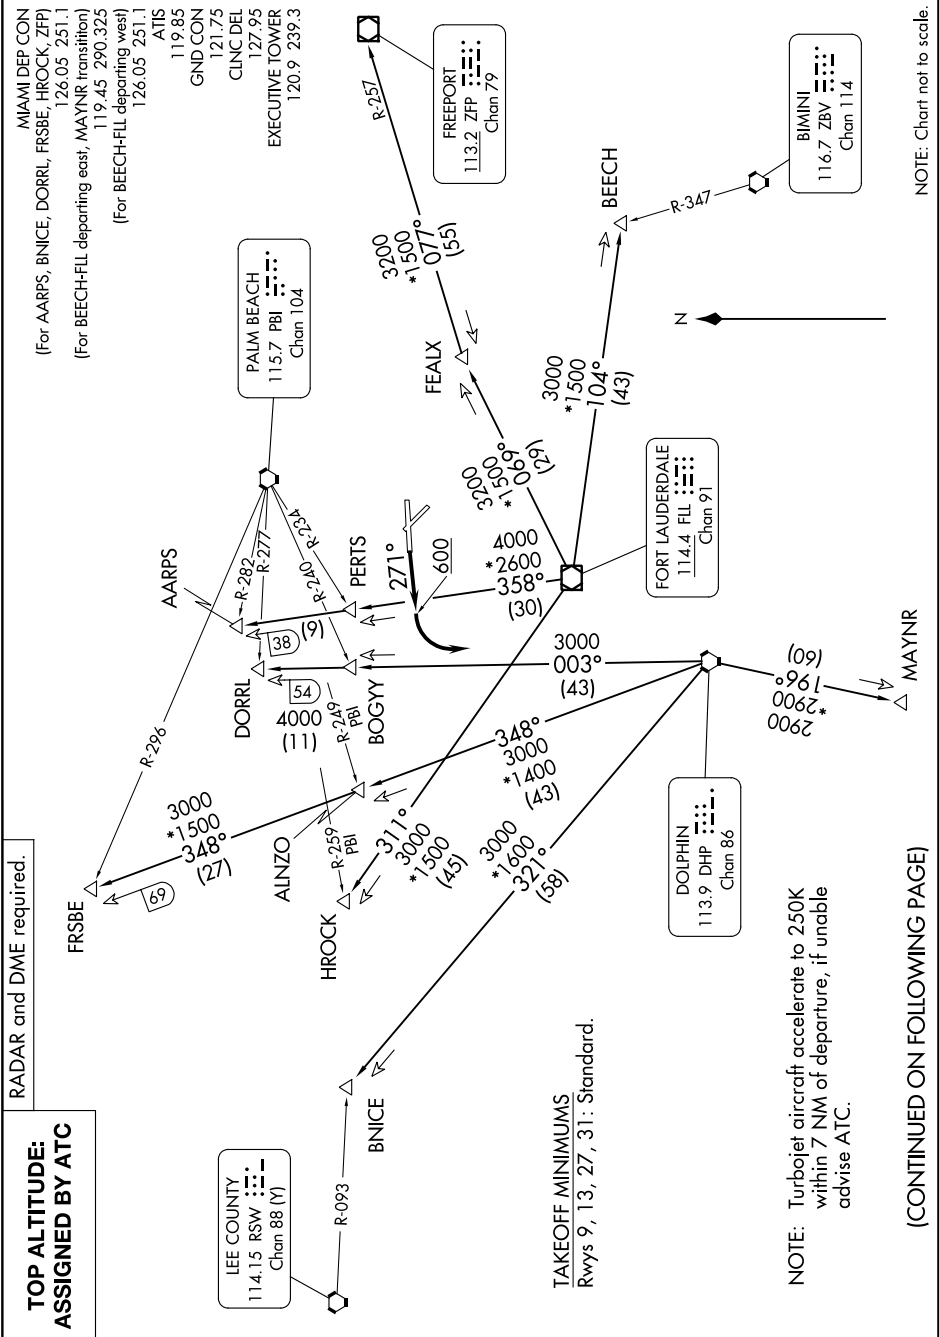 TOP ALTITUDE:
ASSIGNED BY ATC
RADAR and DME required.
MIAMI DEP CON
(For AARPS, BNICE, DORRL, FRSBE, HROCK, ZFP)
126.05 251.1
(For BEECH-FLL departing east, MAYNR transititon)
119.45 290.325
(For BEECH-FLL departing west)
126.05 251.1
ATIS
119.85
GND CON
121.75
CLNC DEL
127.95
EXECUTIVE TOWER
120.9 239.3
FRSBE
69
R-296
3000
*1500
348°
(27)
AARPS
R-282
R-277
R-240
R-234
PALM BEACH
115.7 PBI
Chan 104
LEE COUNTY
114.15 RSW
Chan 88 (Y)
R-093
BNICE
HROCK
R-259
PBI
ALNZO
R-249
PBI
DORRL
54
4000
(11)
38
(9)
BOGYY
PERTS
271°
600
FEALX
3200
*1500
077°
(55)
R-257
FREEPORT
113.2 ZFP
Chan 79
3200
*1500
069°
(29)
4000
*2600
358°
(30)
311°
3000
*1500
(45)
348°
3000
*1400
(43)
3000
*1600
321°
(58)
3000
003°
(43)
3000
*1500
104°
(43)
BEECH
R-347
BIMINI
116.7 ZBV
Chan 114
N
FORT LAUDERDALE
114.4 FLL
Chan 91
DOLPHIN
113.9 DHP
Chan 86
(60)
196°
*2900
2900
MAYNR
TAKEOFF MINIMUMS
Rwys 9, 13, 27, 31: Standard.
NOTE: Turbojet aircraft accelerate to 250K
within 7 NM of departure, if unable
advise ATC.
(CONTINUED ON FOLLOWING PAGE)
NOTE: Chart not to scale.